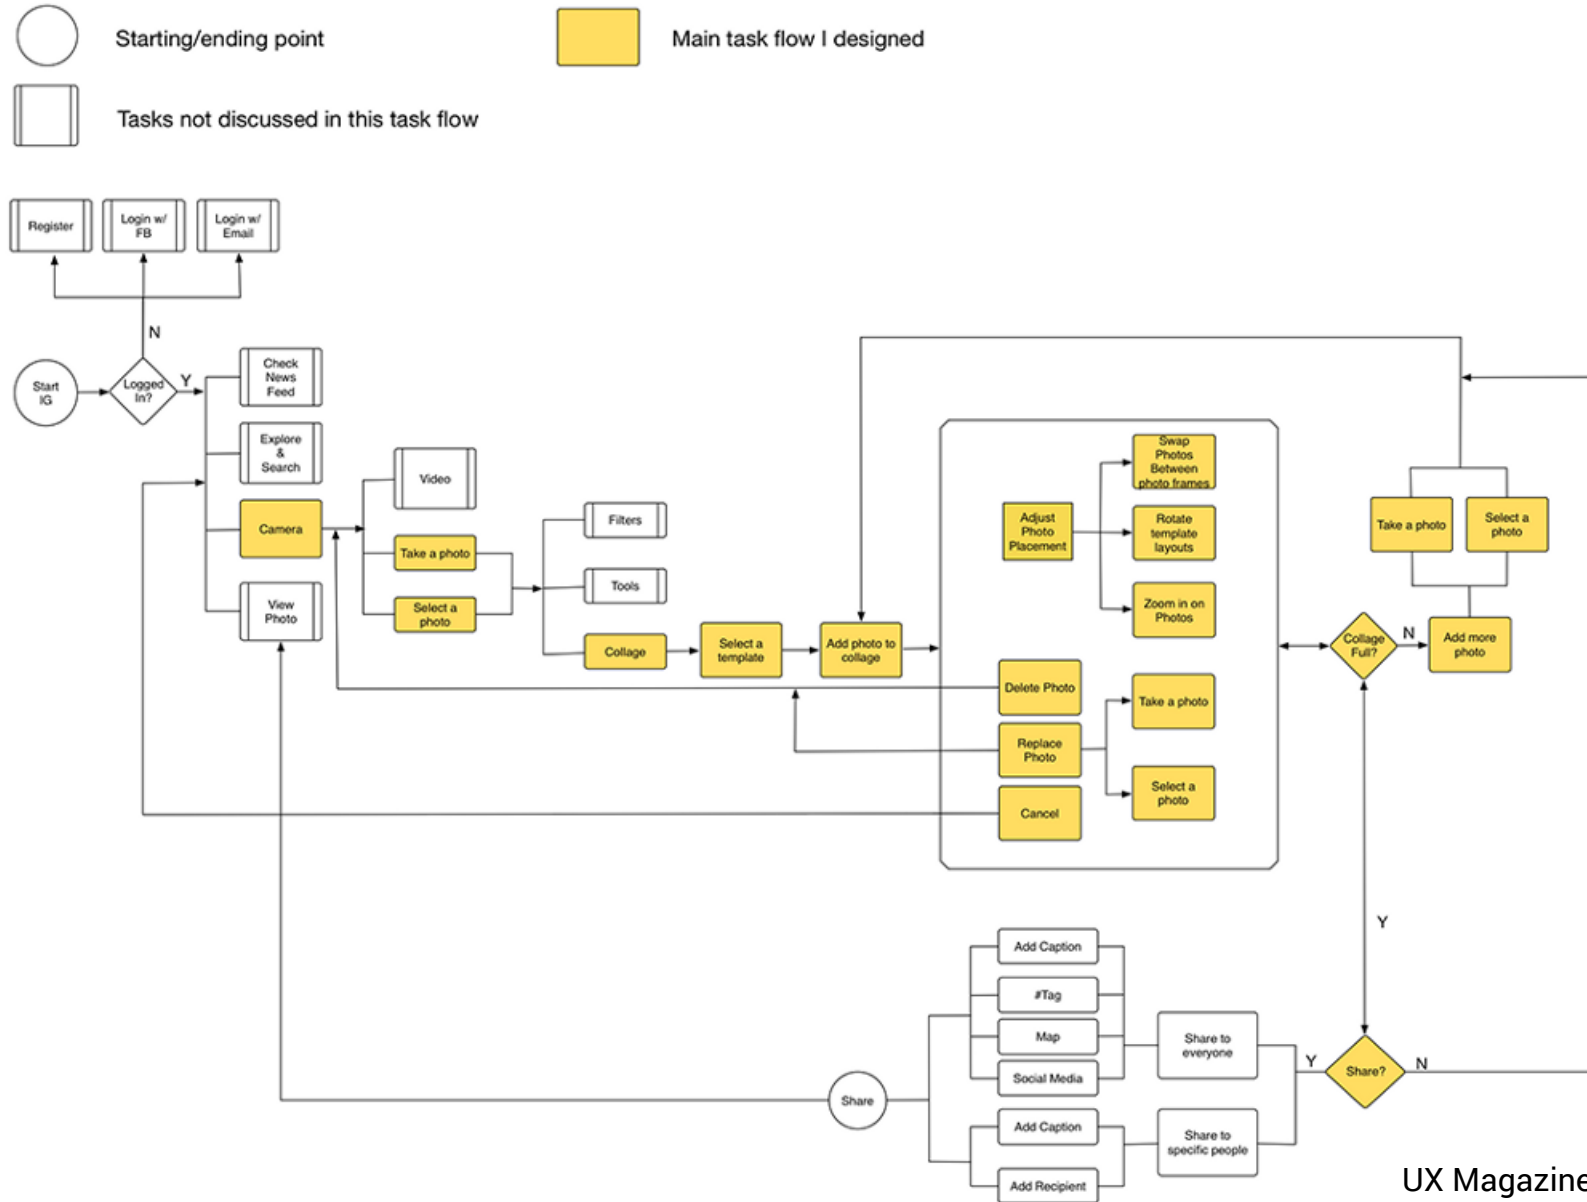 Starting/ending point
Main task flow I designed
Tasks not discussed in this task flow
Register
Login w/
FB
Login w/
Email
N
Start
IG
Logged
In?
Y
Check
News
Feed
Explore
&
Search
Camera
View
Photo
Video
Take a photo
Select a
photo
Filters
Tools
Collage
Select a
template
Add photo to
collage
Adjust
Photo
Placement
Swap
Photos
Between
photo frames
Rotate
template
layouts
Zoom in on
Photos
Delete Photo
Replace
Photo
Cancel
Take a photo
Select a
photo
Collage
Full?
N
Add more
photo
Take a photo
Select a
photo
Y
Share?
Y
N
Share to
everyone
Share to
specific people
Add Caption
#Tag
Map
Social Media
Add Caption
Add Recipient
Share
UX Magazine